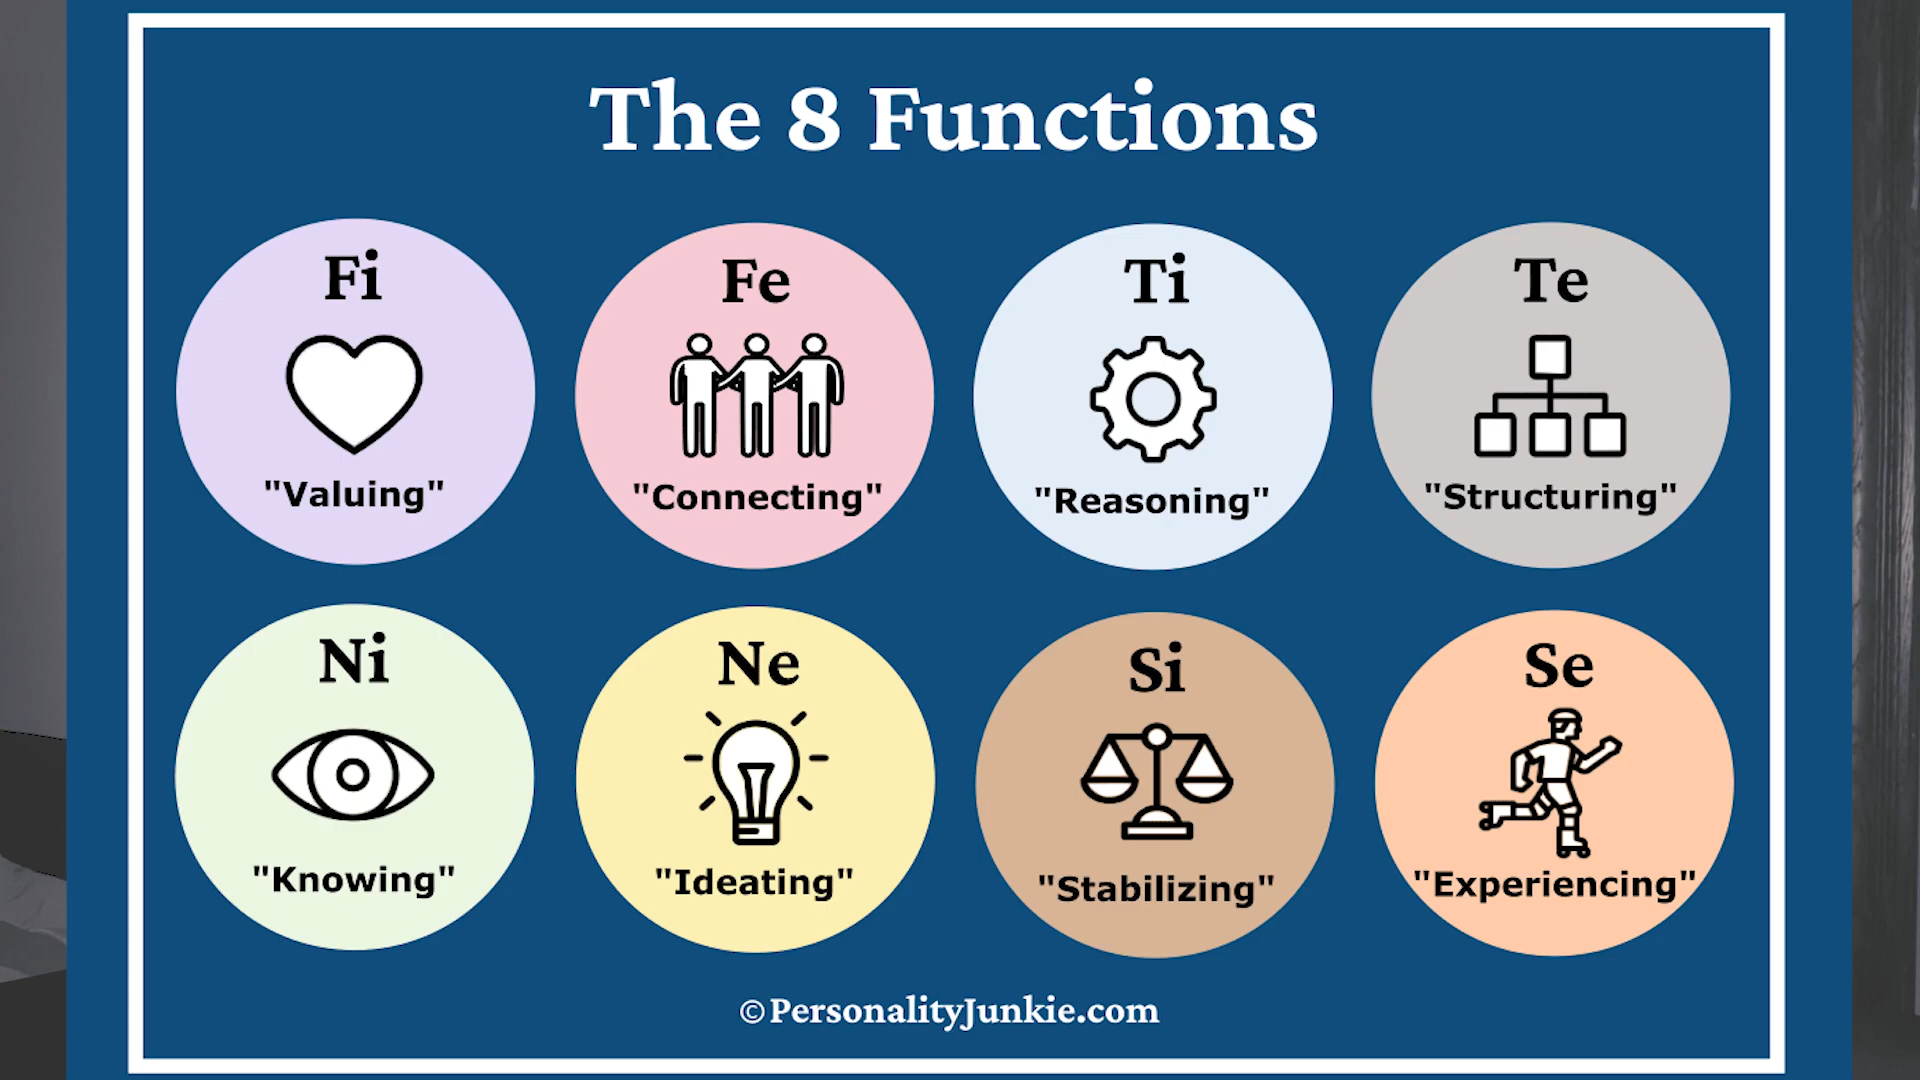 The 8 Functions
Fi
"Valuing"
Fe
"Connecting"
Ti
"Reasoning"
Te
"Structuring"
Ni
"Knowing"
Ne
"Ideating"
Si
"Stabilizing"
Se
"Experiencing"
©PersonalityJunkie.com